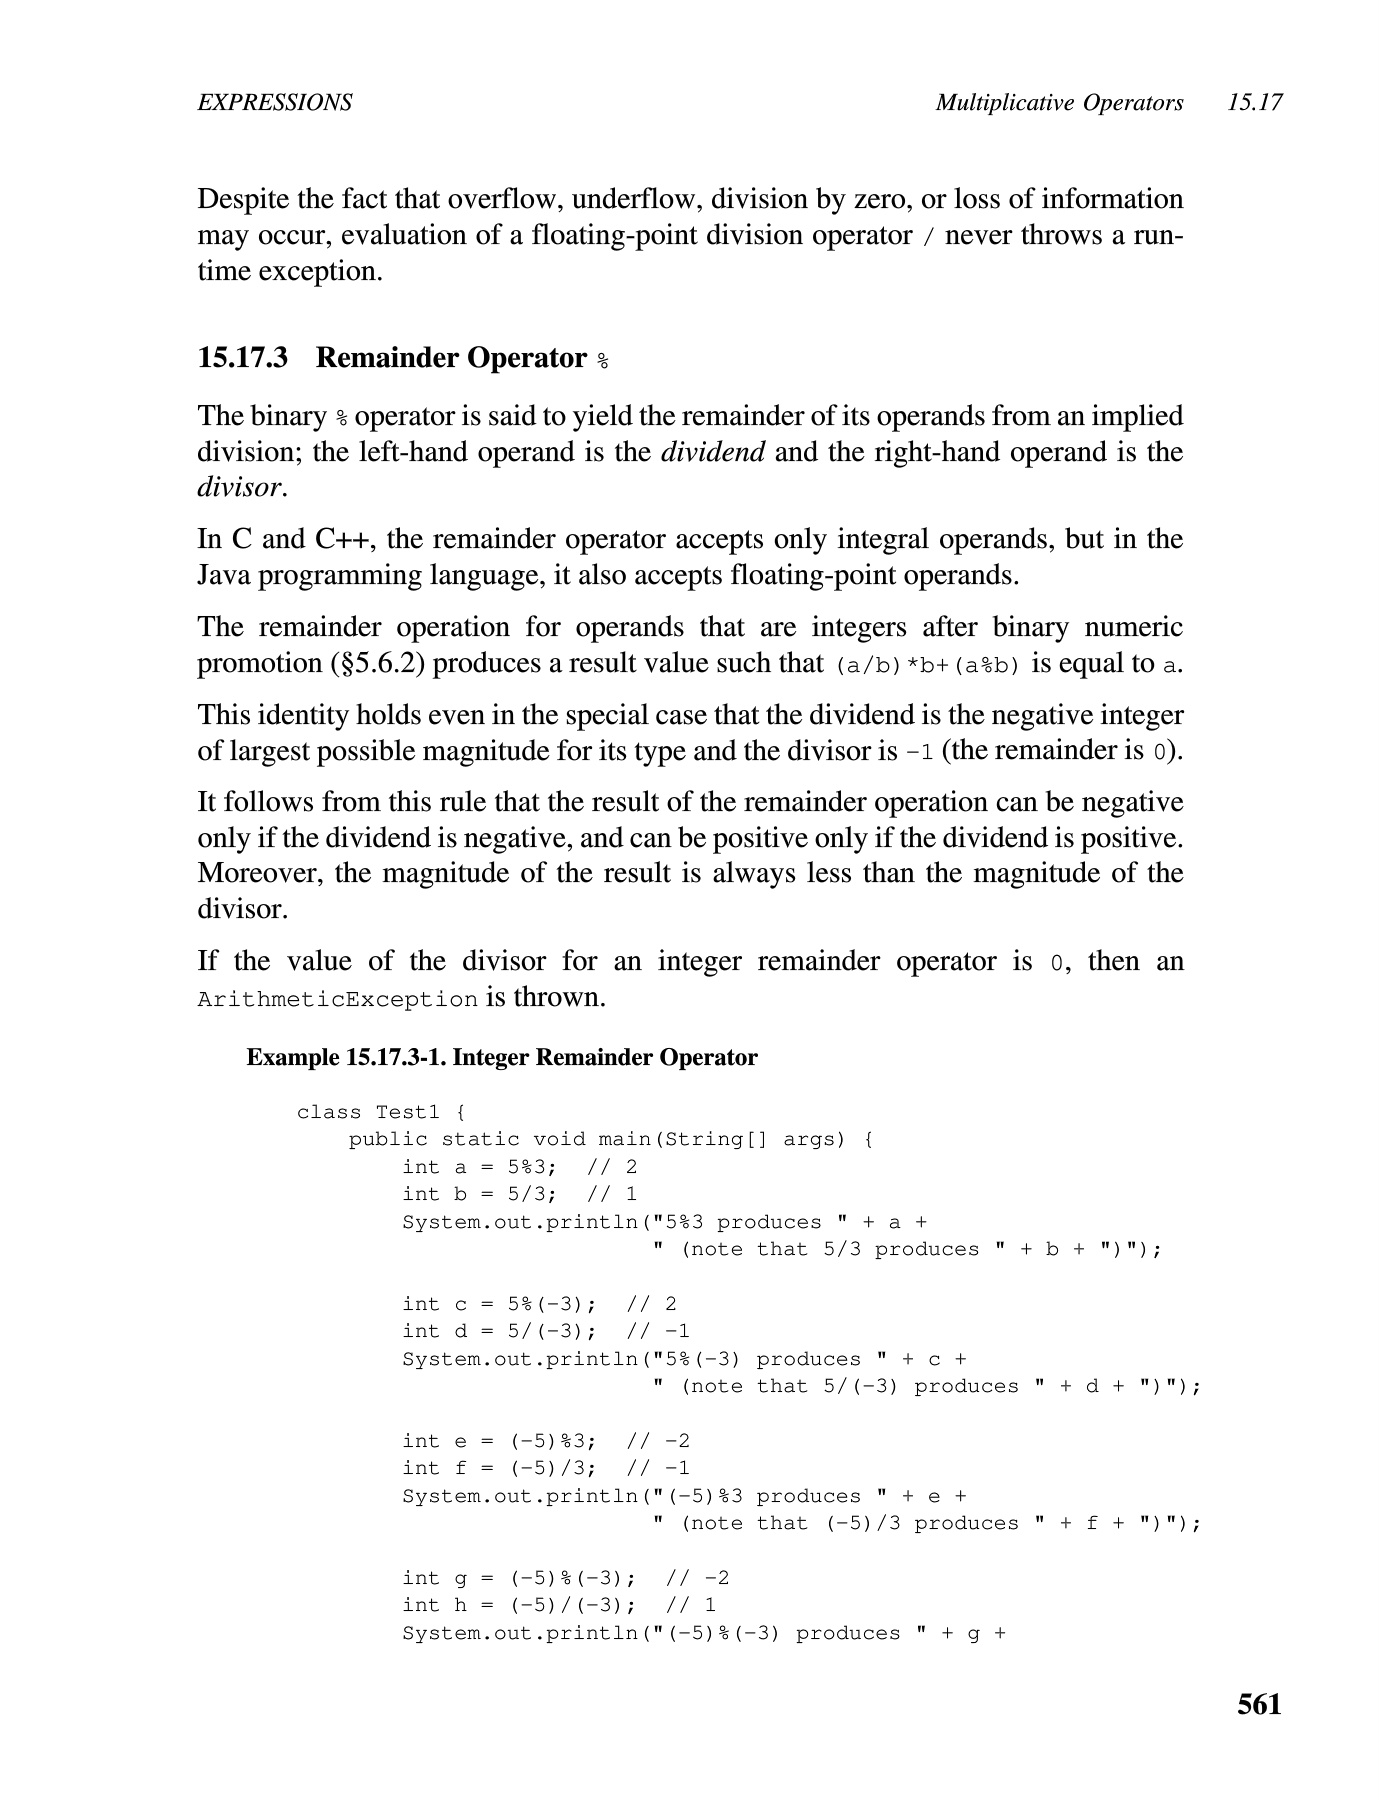 EXPRESSIONS Multiplicative Operators 15.17
Despite the fact that overflow, underflow, division by zero, or loss of information
may occur, evaluation of a floating-point division operator / never throws a run-
time exception.
15.17.3 Remainder Operator %
The binary % operator is said to yield the remainder of its operands from an implied
division; the left-hand operand is the dividend and the right-hand operand is the
divisor.
In C and C++, the remainder operator accepts only integral operands, but in the
Java programming language, it also accepts floating-point operands.
The remainder operation for operands that are integers after binary numeric
promotion (§5.6.2) produces a result value such that (a/b)*b+(a%b) is equal to a.
This identity holds even in the special case that the dividend is the negative integer
of largest possible magnitude for its type and the divisor is -1 (the remainder is 0).
It follows from this rule that the result of the remainder operation can be negative
only if the dividend is negative, and can be positive only if the dividend is positive.
Moreover, the magnitude of the result is always less than the magnitude of the
divisor.
If the value of the divisor for an integer remainder operator is 0, then an
ArithmeticException is thrown.
Example 15.17.3-1. Integer Remainder Operator
class Test1 {
    public static void main(String[] args) {
        int a = 5%3;  // 2
        int b = 5/3;  // 1
        System.out.println("5%3 produces " + a +
                           " (note that 5/3 produces " + b + ")");
        int c = 5%(-3);  // 2
        int d = 5/(-3);  // -1
        System.out.println("5%(-3) produces " + c +
                           " (note that 5/(-3) produces " + d + ")");
        int e = (-5)%3;  // -2
        int f = (-5)/3;  // -1
        System.out.println("(-5)%3 produces " + e +
                           " (note that (-5)/3 produces " + f + ")");
        int g = (-5)%(-3);  // -2
        int h = (-5)/(-3);  // 1
        System.out.println("(-5)%(-3) produces " + g +
561